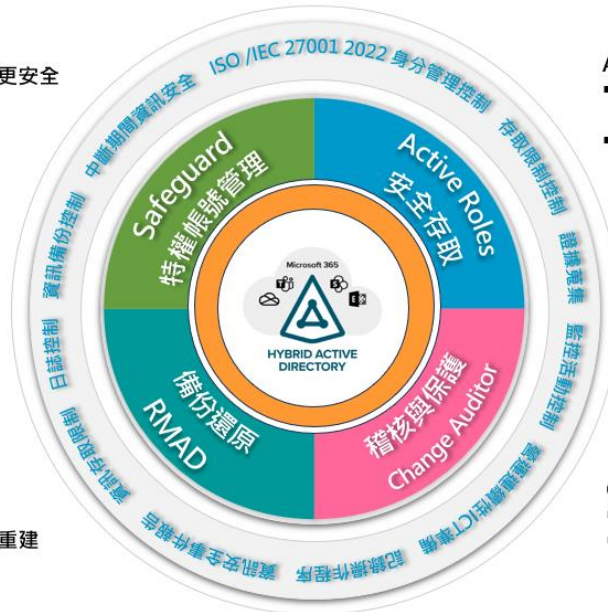 更安全
ISO /IEC 27001 2022 身分管理控制
存取限制控制
證據蒐集
監控活動控制
營運連續性ICT準備
記錄操作程序
資訊安全事件報告
資訊存取限制
日誌控制
資訊備份控制
中斷期間資訊安全
Safeguard
特權帳號管理
Active Roles
安全存取
Microsoft 365
HYBRID ACTIVE
DIRECTORY
備份還原
RMAD
稽核與保護
Change Auditor
重建